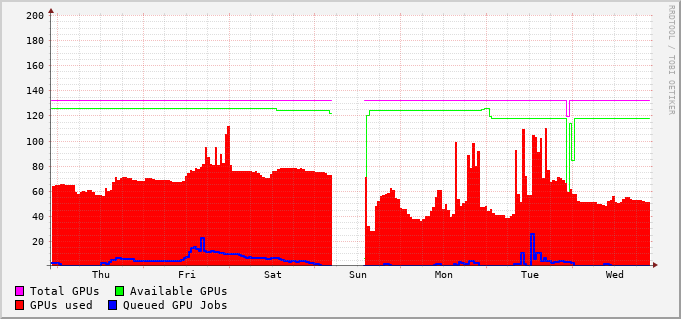 200
180
160
140
120
100
80
60
40
20
Thu Fri Sat Sun Mon Tue Wed
Total GPUs Available GPUs
GPUs used Queued GPU Jobs
RRDTOOL / TOBI OETIKER